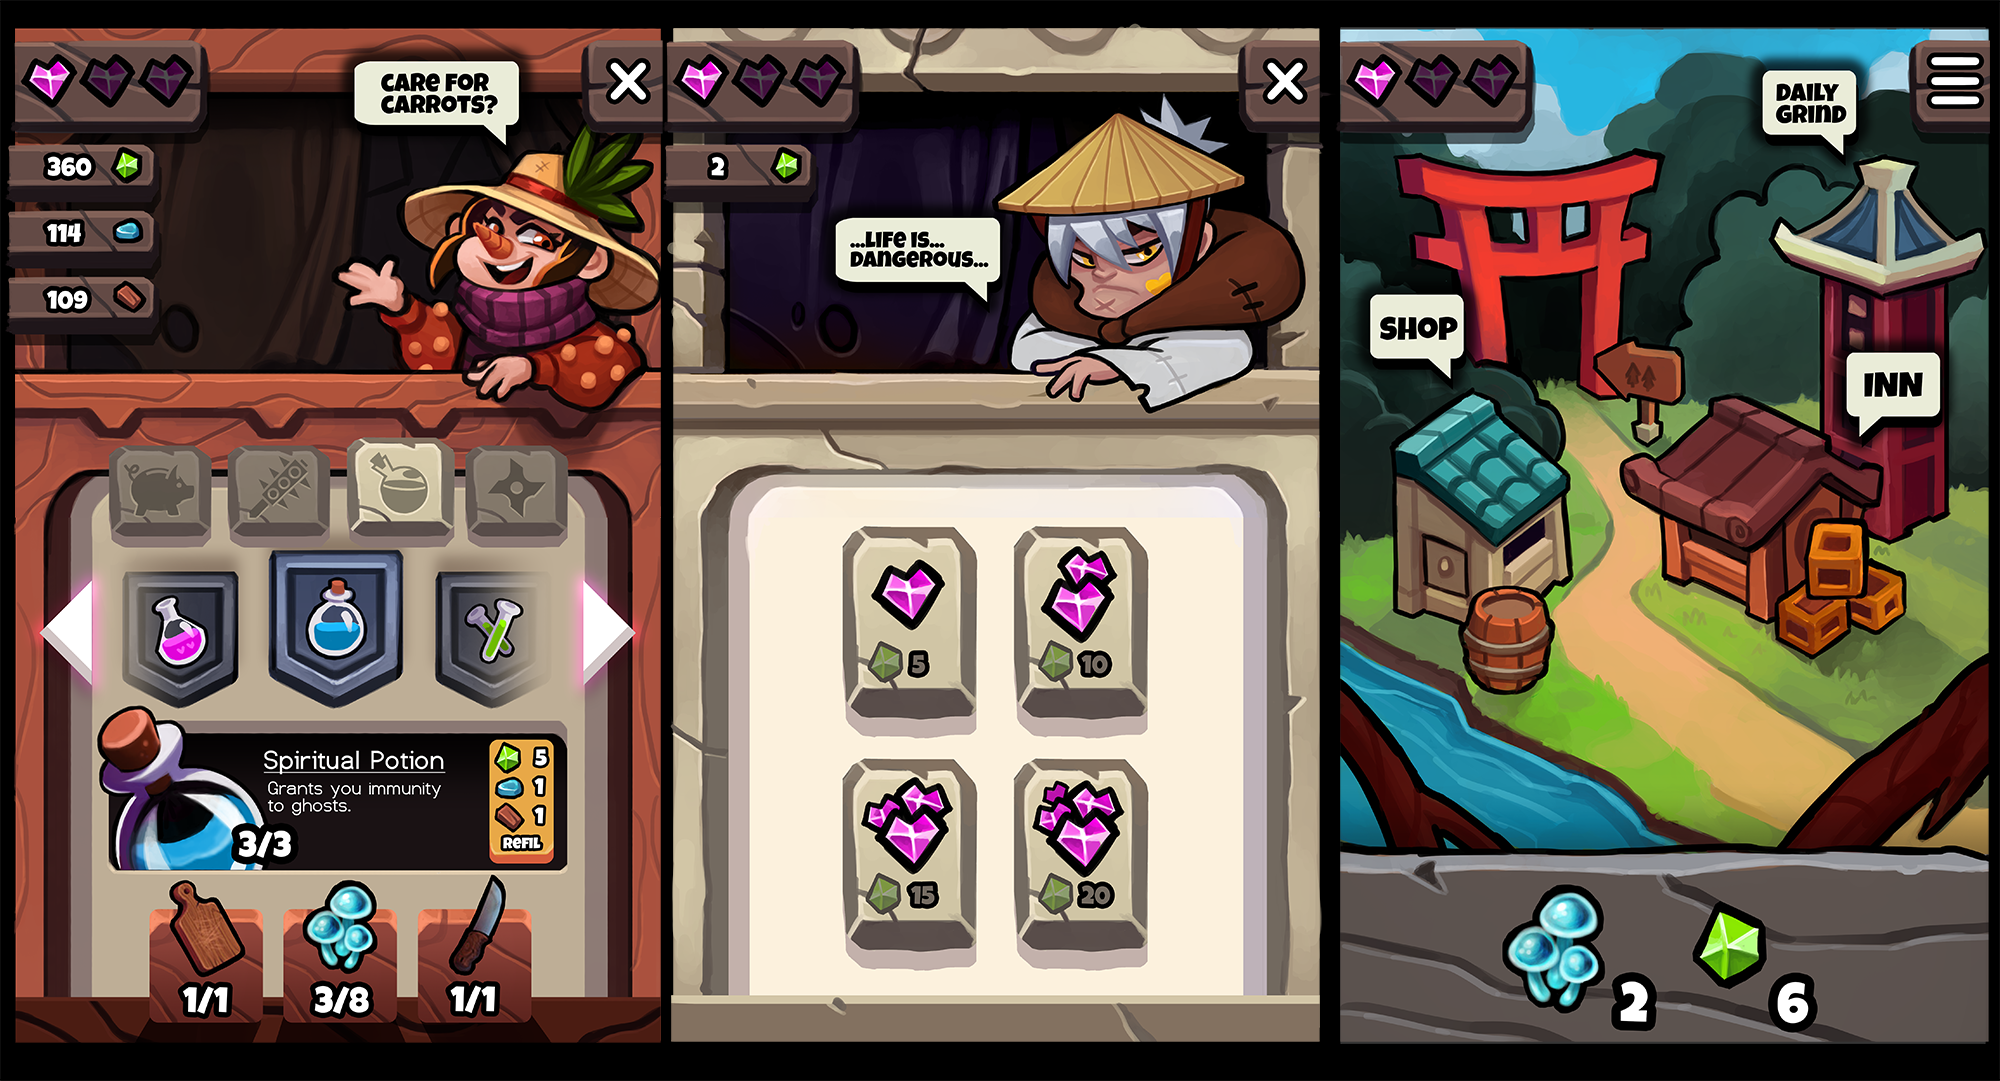 CARE FOR
CARROTS?
360
114
109
Spiritual Potion
Grants you immunity
to ghosts.
3/3
5
1
1
REFIL
1/1
3/8
1/1
2
...LIFE IS...
DANGEROUS...
5
10
15
20
DAILY
GRIND
SHOP
INN
2
6